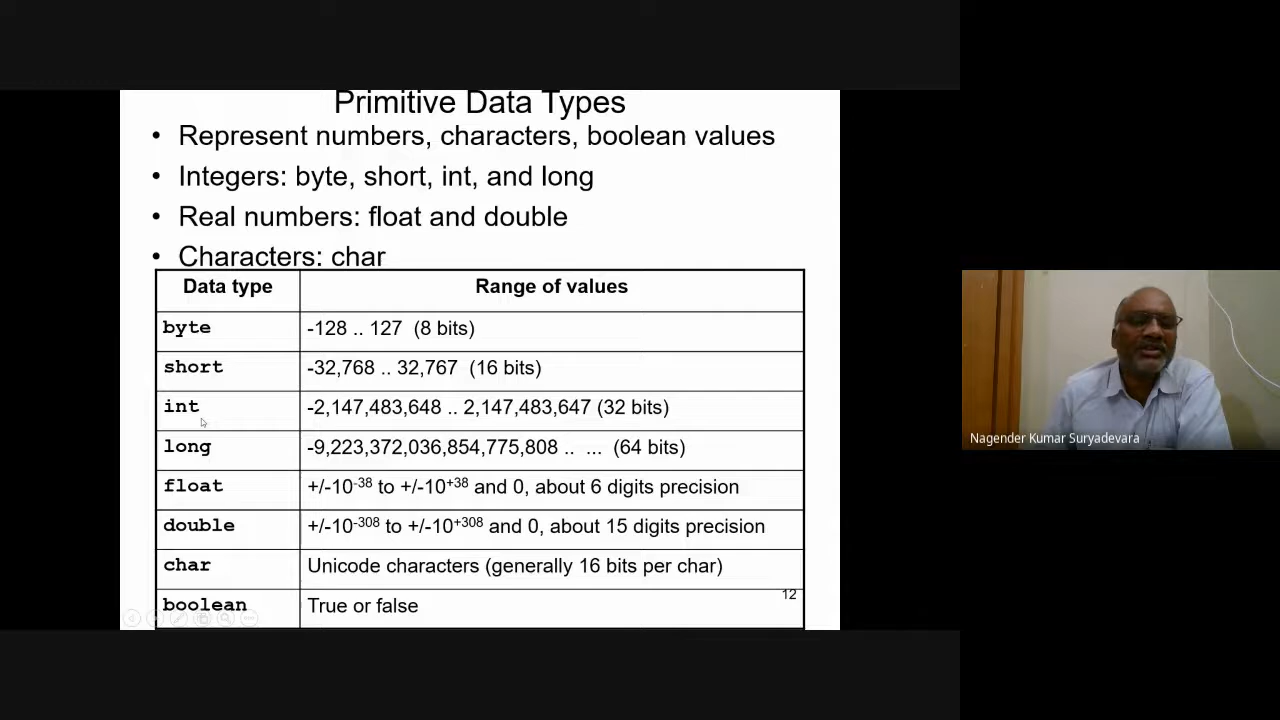 Primitive Data Types
• Represent numbers, characters, boolean values
• Integers: byte, short, int, and long
• Real numbers: float and double
• Characters: char
Data type Range of values
byte -128 .. 127 (8 bits)
short -32,768 .. 32,767 (16 bits)
int -2,147,483,648 .. 2,147,483,647 (32 bits)
long -9,223,372,036,854,775,808 .. ... (64 bits)
float +/-10^-38 to +/-10^+38 and 0, about 6 digits precision
double +/-10^-308 to +/-10^+308 and 0, about 15 digits precision
char Unicode characters (generally 16 bits per char)
boolean True or false
12
Nagender Kumar Suryadevara